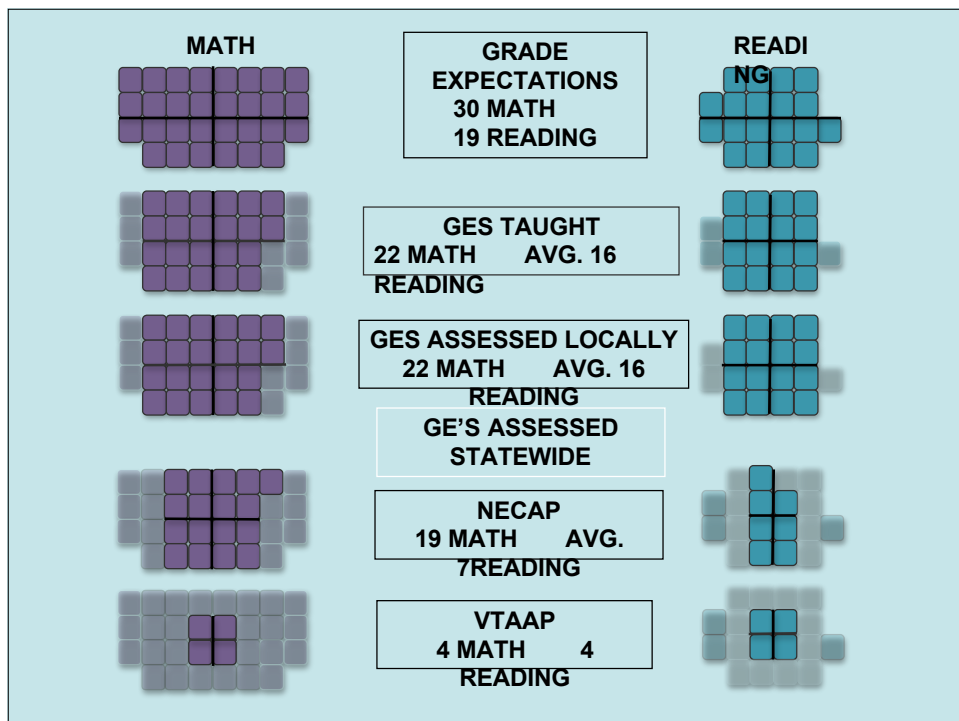 MATH
GRADE
EXPECTATIONS
30 MATH
19 READING
READI
NG
GES TAUGHT
22 MATH AVG. 16
READING
GES ASSESSED LOCALLY
22 MATH AVG. 16
READING
GE’S ASSESSED
STATEWIDE
NECAP
19 MATH AVG.
7READING
VTAAP
4 MATH 4
READING